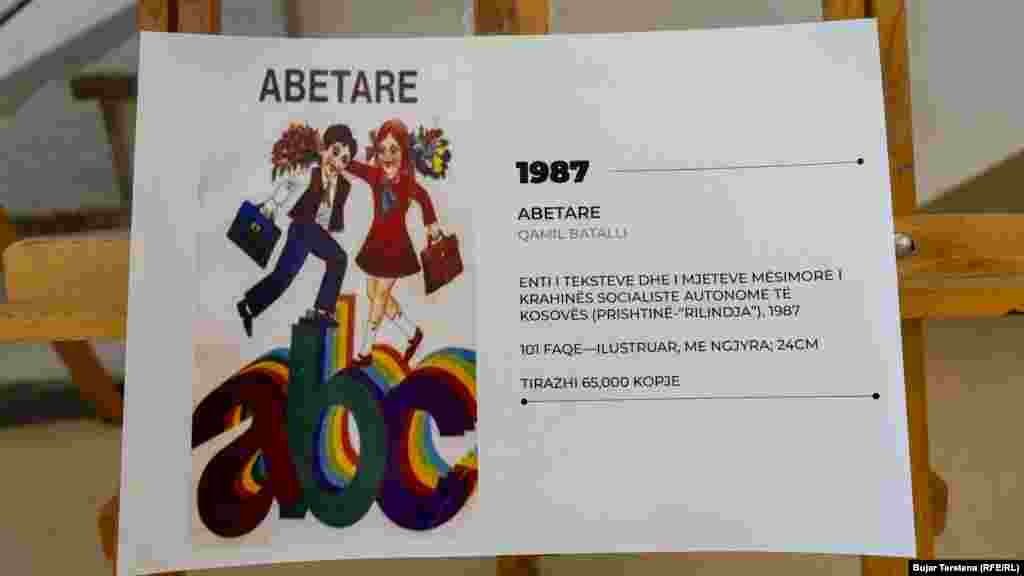 ABETARE
abc
1987
ABETARE
QAMIL BATALLI
ENTI I TEKSTEVE DHE I MJETEVE MËSIMORE I
KRAHINËS SOCIALISTE AUTONOME TË
KOSOVËS (PRISHTINË-"RILINDJA"), 1987
101 FAQE—ILUSTRUAR, ME NGJYRA; 24CM
TIRAZHI 65,000 KOPJE
Bujar Tërstena (RFE/RL)